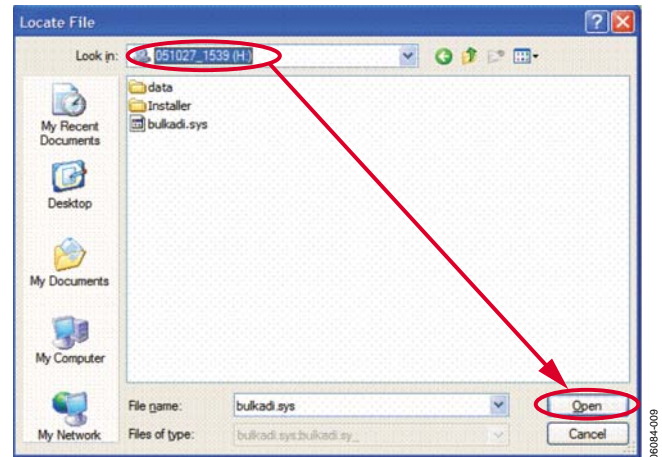 Locate File
Look in:
051027_1539 (H:)
data
Installer
bulkadi.sys
My Recent
Documents
Desktop
My Documents
My Computer
My Network
File name:
bulkadi.sys
Open
Files of type:
bulkadi.sys;bulkadi.sy_
Cancel
06084-009